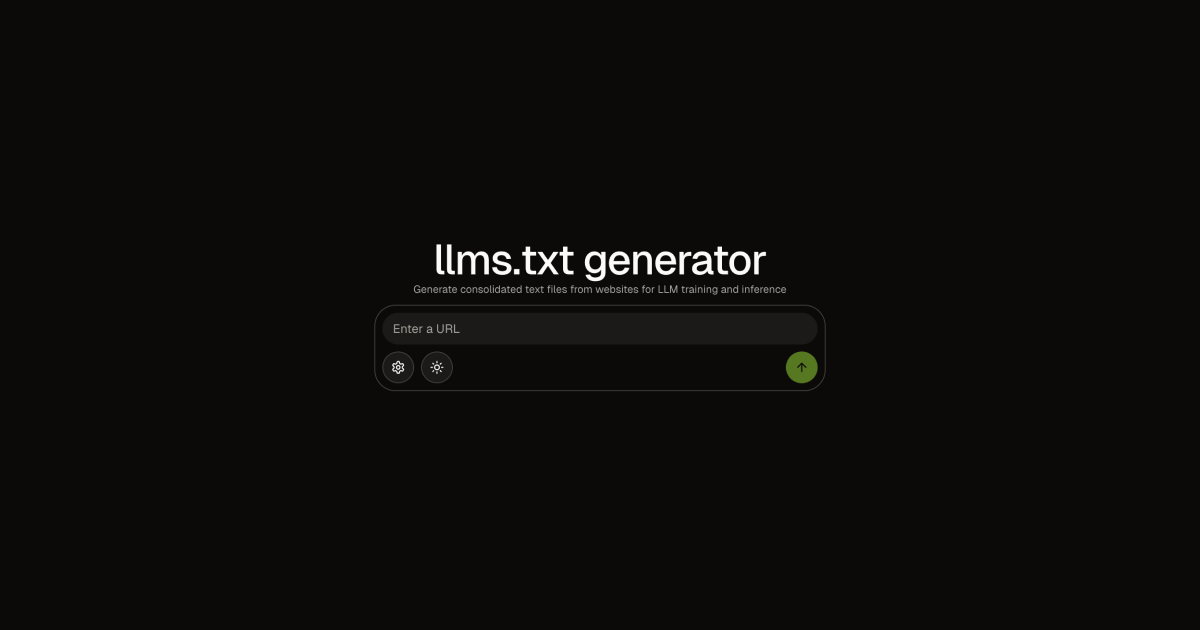 llms.txt generator
Generate consolidated text files from websites for LLM training and inference
Enter a URL